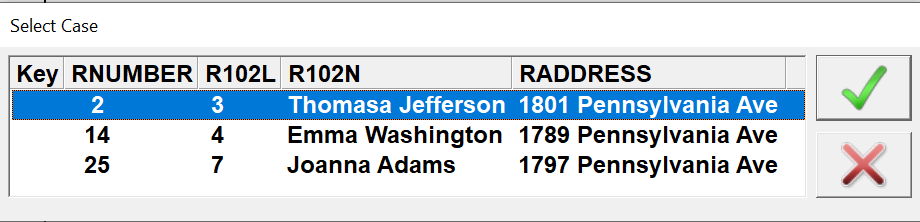 Select Case
Key RNUMBER R102L R102N RADDRESS
2 3 Thomasa Jefferson 1801 Pennsylvania Ave
14 4 Emma Washington 1789 Pennsylvania Ave
25 7 Joanna Adams 1797 Pennsylvania Ave